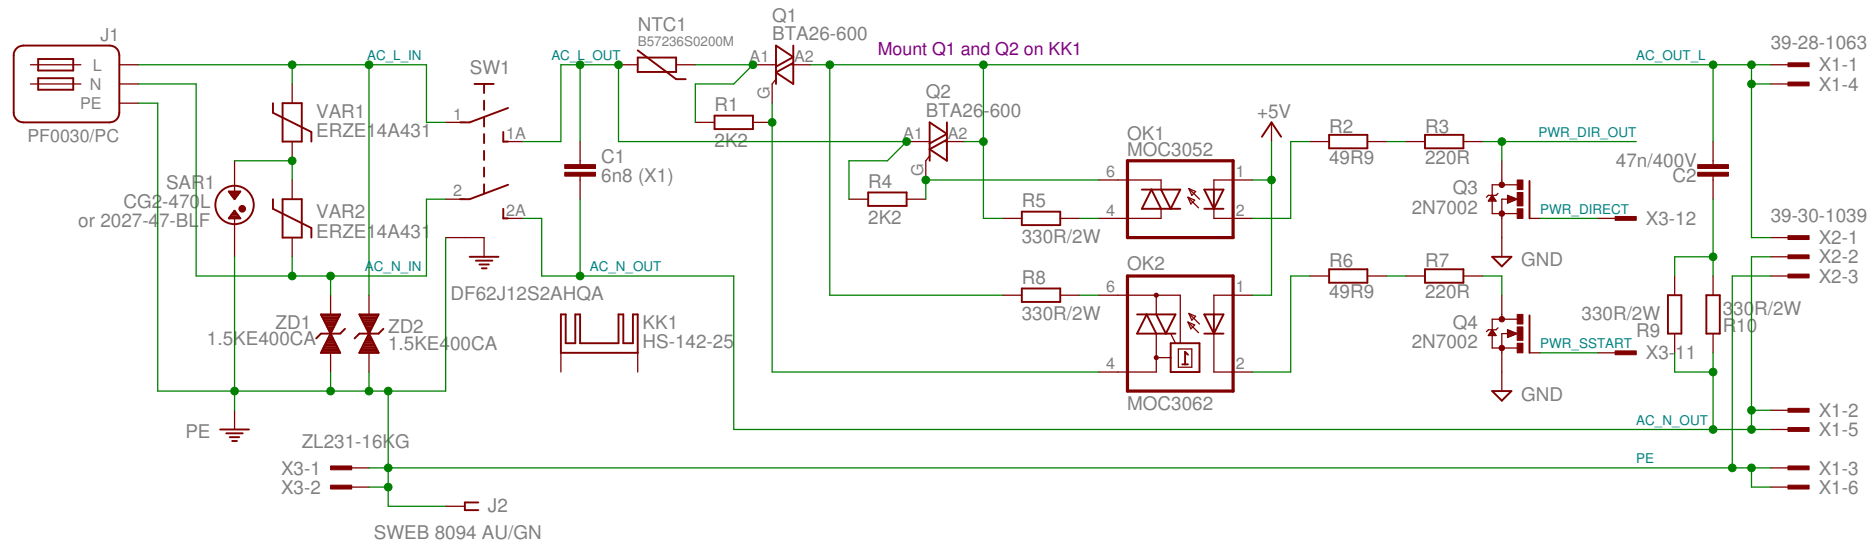 J1
L
N
PE
PF0030/PC
AC_L_IN
VAR1
ERZE14A431
SAR1
CG2-470L
or 2027-47-BLF
VAR2
ERZE14A431
AC_N_IN
ZD1
1.5KE400CA
ZD2
1.5KE400CA
PE
ZL231-16KG
X3-1
X3-2
J2
SWEB 8094 AU/GN
SW1
1
1A
2
2A
DF62J12S2AHQA
AC_L_OUT
C1
6n8 (X1)
AC_N_OUT
KK1
HS-142-25
NTC1
B57236S0200M
Q1
BTA26-600
A1
A2
G
R1
2K2
Mount Q1 and Q2 on KK1
Q2
BTA26-600
A1
A2
G
R4
2K2
R5
330R/2W
R8
330R/2W
OK1
MOC3052
6
4
1
2
OK2
6
4
1
2
MOC3062
+5V
R2
49R9
R3
220R
R6
49R9
R7
220R
PWR_DIR_OUT
Q3
2N7002
PWR_DIRECT
X3-12
GND
Q4
2N7002
PWR_SSTART
X3-11
GND
AC_OUT_L
47n/400V
C2
330R/2W
R9
330R/2W
R10
AC_N_OUT
PE
39-28-1063
X1-1
X1-4
39-30-1039
X2-1
X2-2
X2-3
X1-2
X1-5
X1-3
X1-6